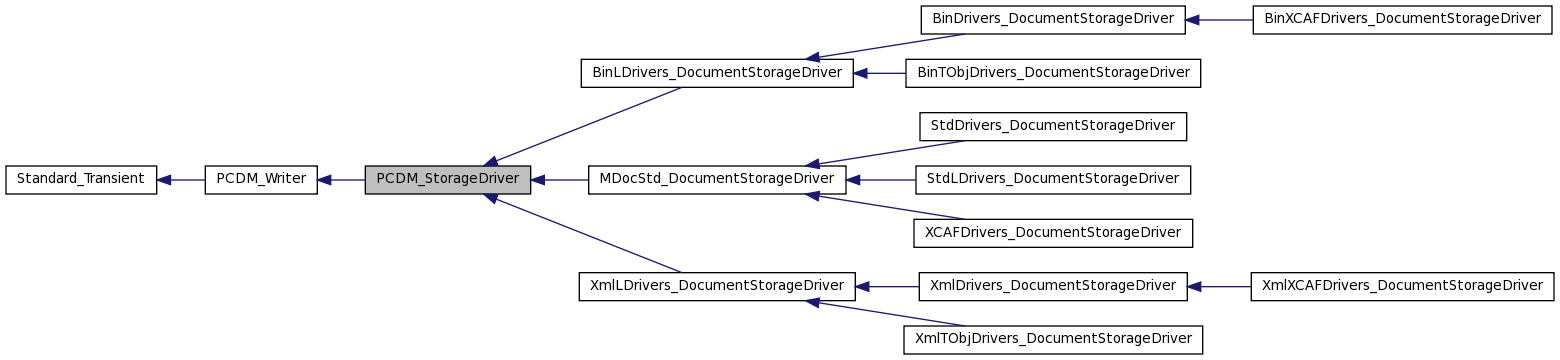 BinDrivers_DocumentStorageDriver
BinXCAFDrivers_DocumentStorageDriver
BinLDrivers_DocumentStorageDriver
BinTObjDrivers_DocumentStorageDriver
StdDrivers_DocumentStorageDriver
Standard_Transient
PCDM_Writer
PCDM_StorageDriver
MDocStd_DocumentStorageDriver
StdLDrivers_DocumentStorageDriver
XCAFDrivers_DocumentStorageDriver
XmlLDrivers_DocumentStorageDriver
XmlDrivers_DocumentStorageDriver
XmlXCAFDrivers_DocumentStorageDriver
XmlTObjDrivers_DocumentStorageDriver